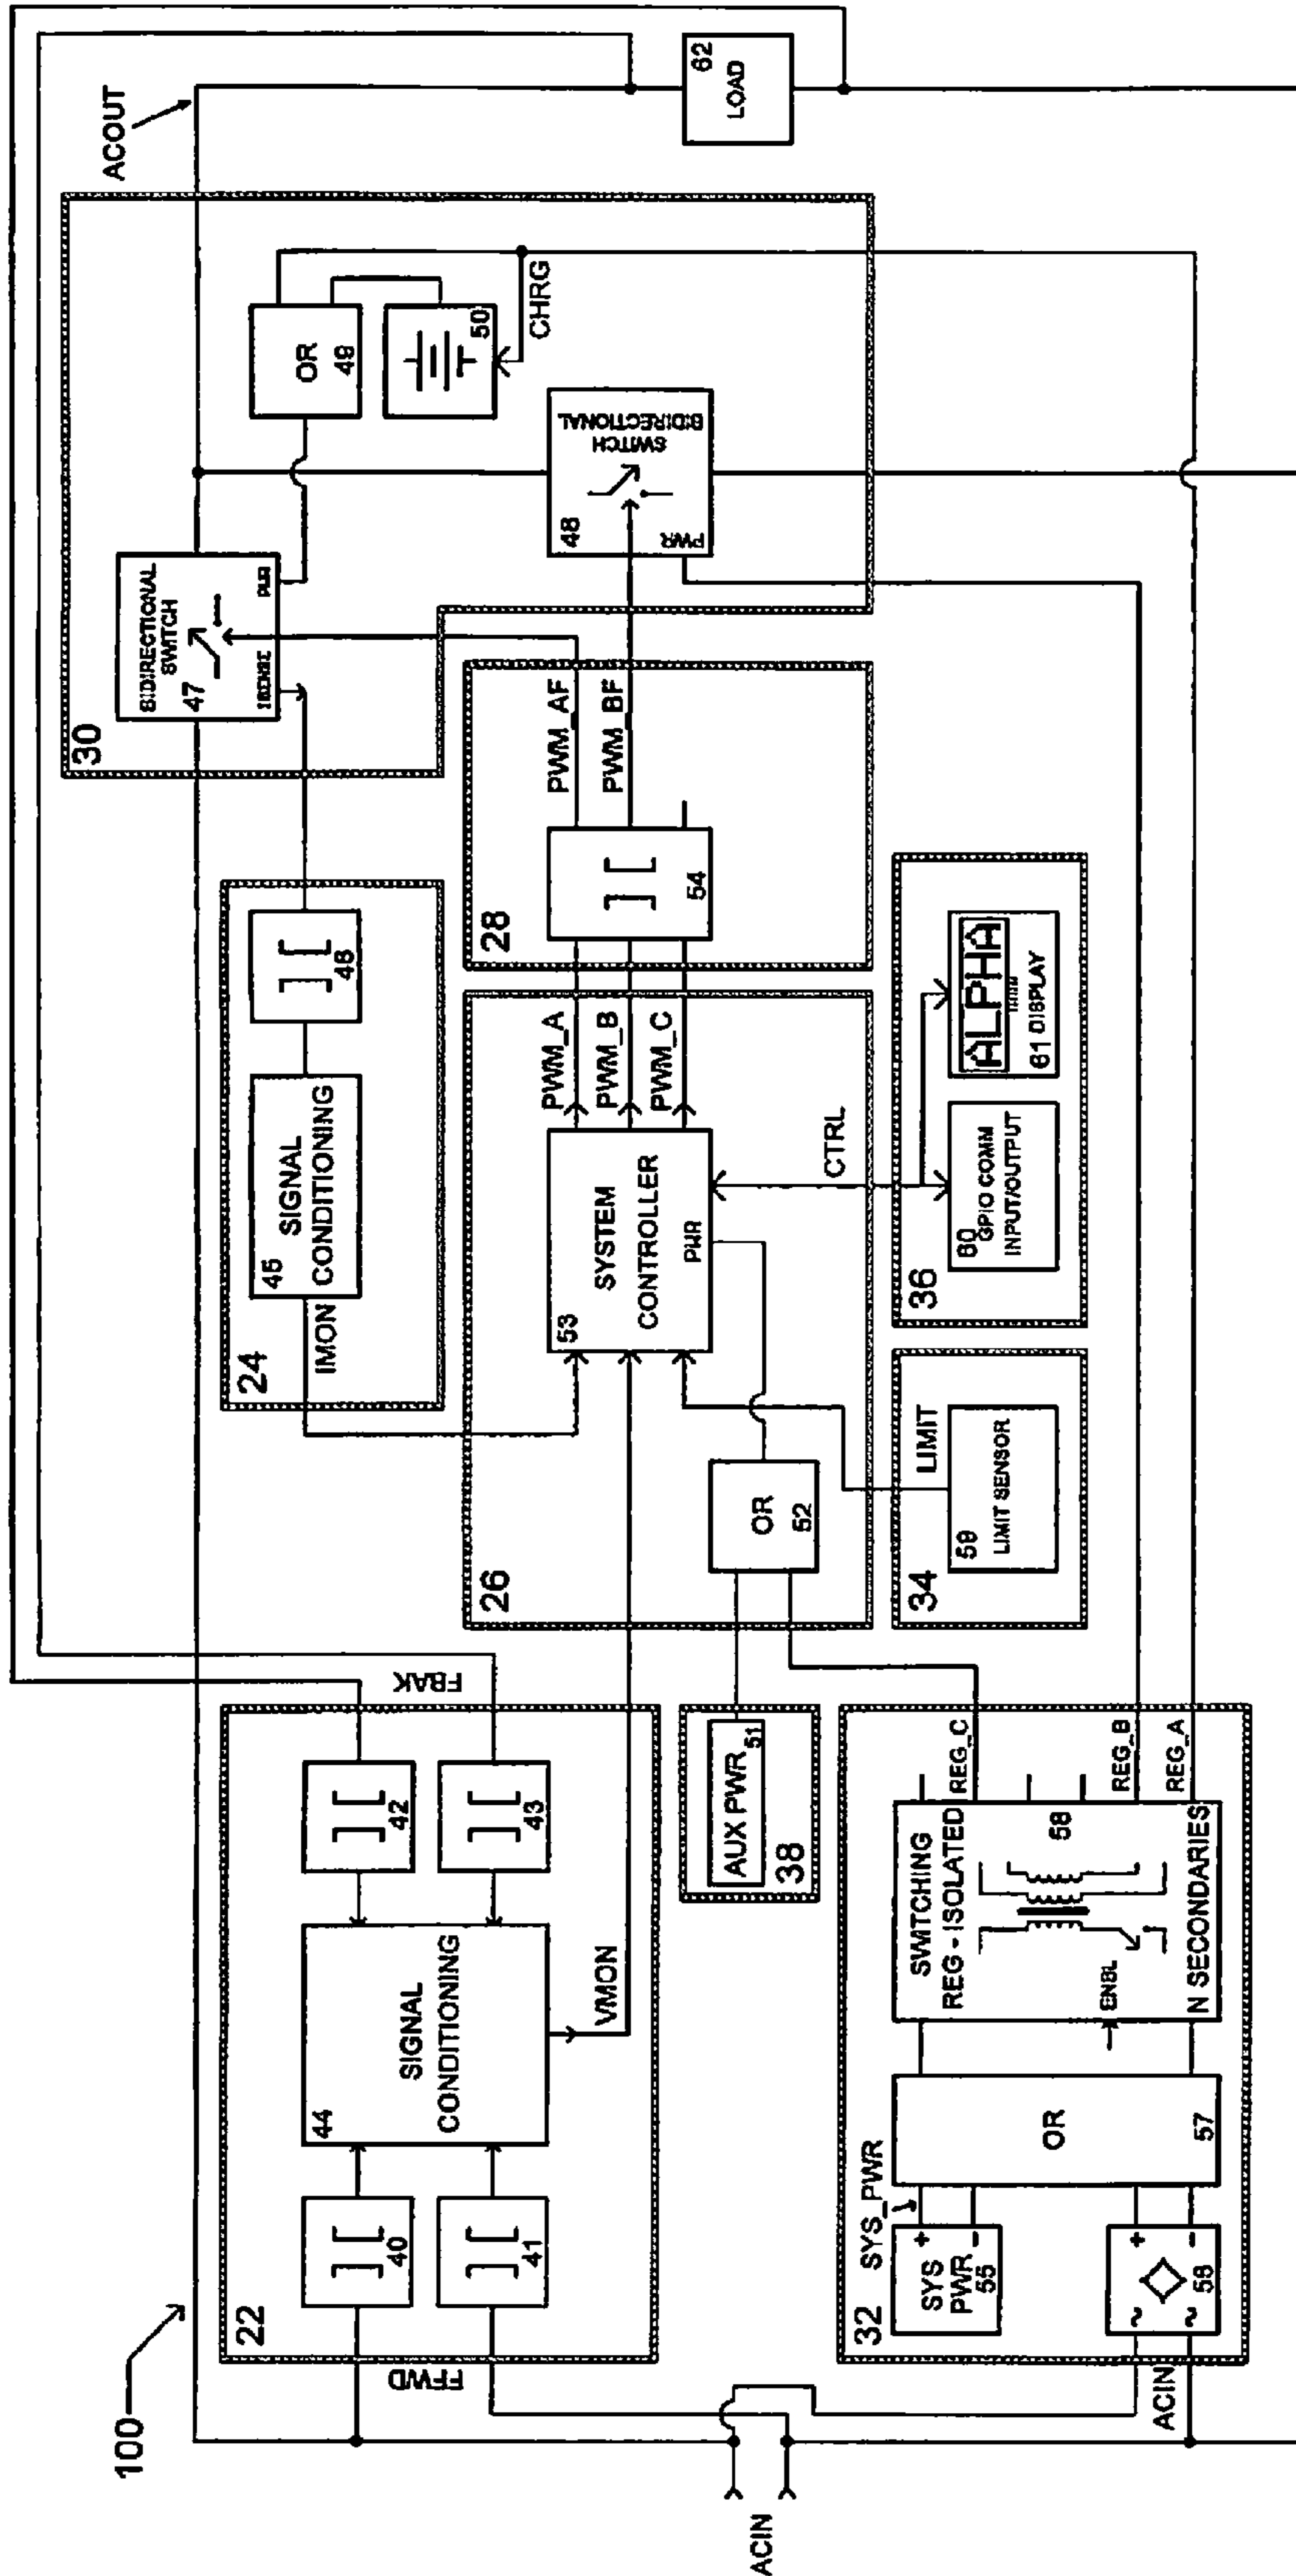 100
ACOUT
FFWD
22
40
41
44
SIGNAL
CONDITIONING
42
43
VMON
FBAK
24
IMON
45
SIGNAL
CONDITIONING
46
30
BIDIRECTIONAL
SWITCH
47
ISENSE
PWR
OR
49
50
CHRG
48
SWITCH
BIDIRECTIONAL
PWR
62
LOAD
26
53
SYSTEM
CONTROLLER
PWR
PWM_A
PWM_B
PWM_C
CTRL
OR
52
28
54
PWM_AF
PWM_BF
AUX PWR
51
38
34
LIMIT
59
LIMIT SENSOR
36
60
GPIO COMM
INPUT/OUTPUT
ALPHA
61 DISPLAY
ACIN
ACIN
32
SYS_PWR
SYS
PWR
55
+
−
56
+
−
~
~
OR
57
SWITCHING
REG - ISOLATED
58
ENBL
N SECONDARIES
REG_C
REG_B
REG_A